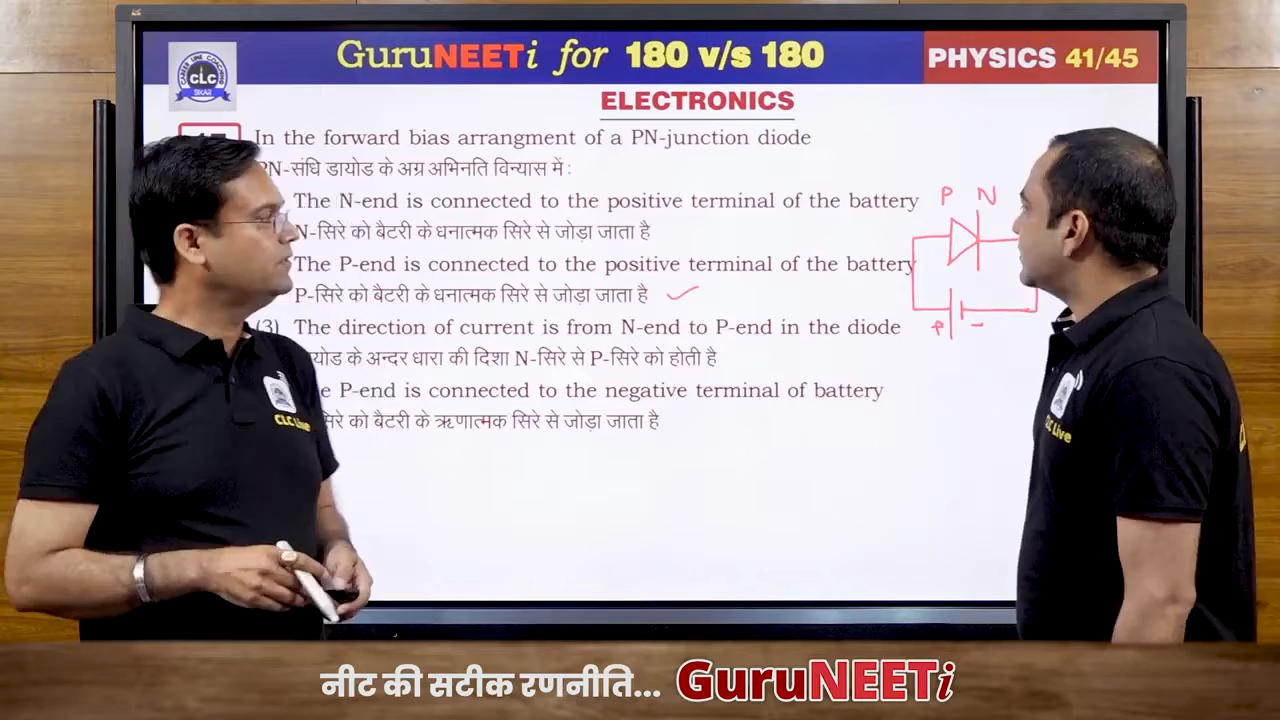 GuruNEETi for 180 v/s 180
PHYSICS 41/45
CLC
SIKAR
ELECTRONICS
In the forward bias arrangment of a PN-junction diode
PN-संधि डायोड के अग्र अभिनति विन्यास में :
The N-end is connected to the positive terminal of the battery
N-सिरे को बैटरी के धनात्मक सिरे से जोड़ा जाता है
The P-end is connected to the positive terminal of the battery
P-सिरे को बैटरी के धनात्मक सिरे से जोड़ा जाता है
(3) The direction of current is from N-end to P-end in the diode
के अन्दर धारा की दिशा N-सिरे से P-सिरे को होती है
P-end is connected to the negative terminal of battery
को बैटरी के ऋणात्मक सिरे से जोड़ा जाता है
P N
-
CLC Live
CLC Live
नीट की सटीक रणनीति... GuruNEETi